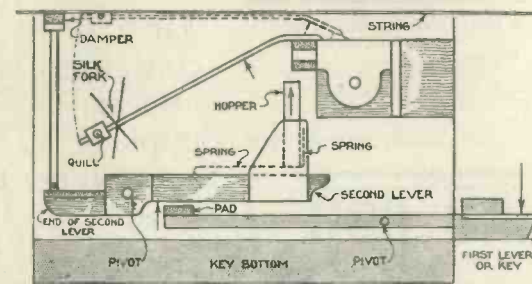 STRING
DAMPER
SILK
FORK
HOPPER
SPRING
SPRING
QUILL
SECOND LEVER
END OF SECOND
LEVER
PAD
PIVOT
KEY BOTTOM
PIVOT
FIRST LEVER
OR KEY